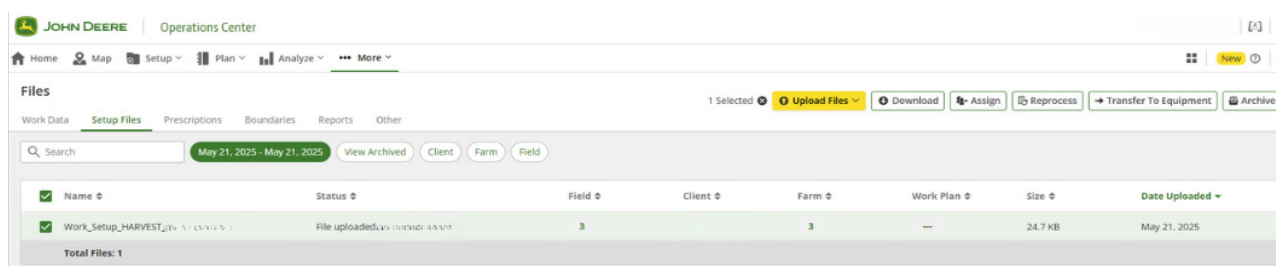 JOHN DEERE Operations Center
Home Map Setup Plan Analyze ••• More New
Files
1 Selected Upload Files Download Assign Reprocess Transfer To Equipment Archive
Work Data Setup Files Prescriptions Boundaries Reports Other
Search May 21, 2025 - May 21, 2025 View Archived Client Farm Field
Name Status Field Client Farm Work Plan Size Date Uploaded
Work_Setup_HARVEST_ File uploaded 3 3 --- 24.7 KB May 21, 2025
Total Files: 1